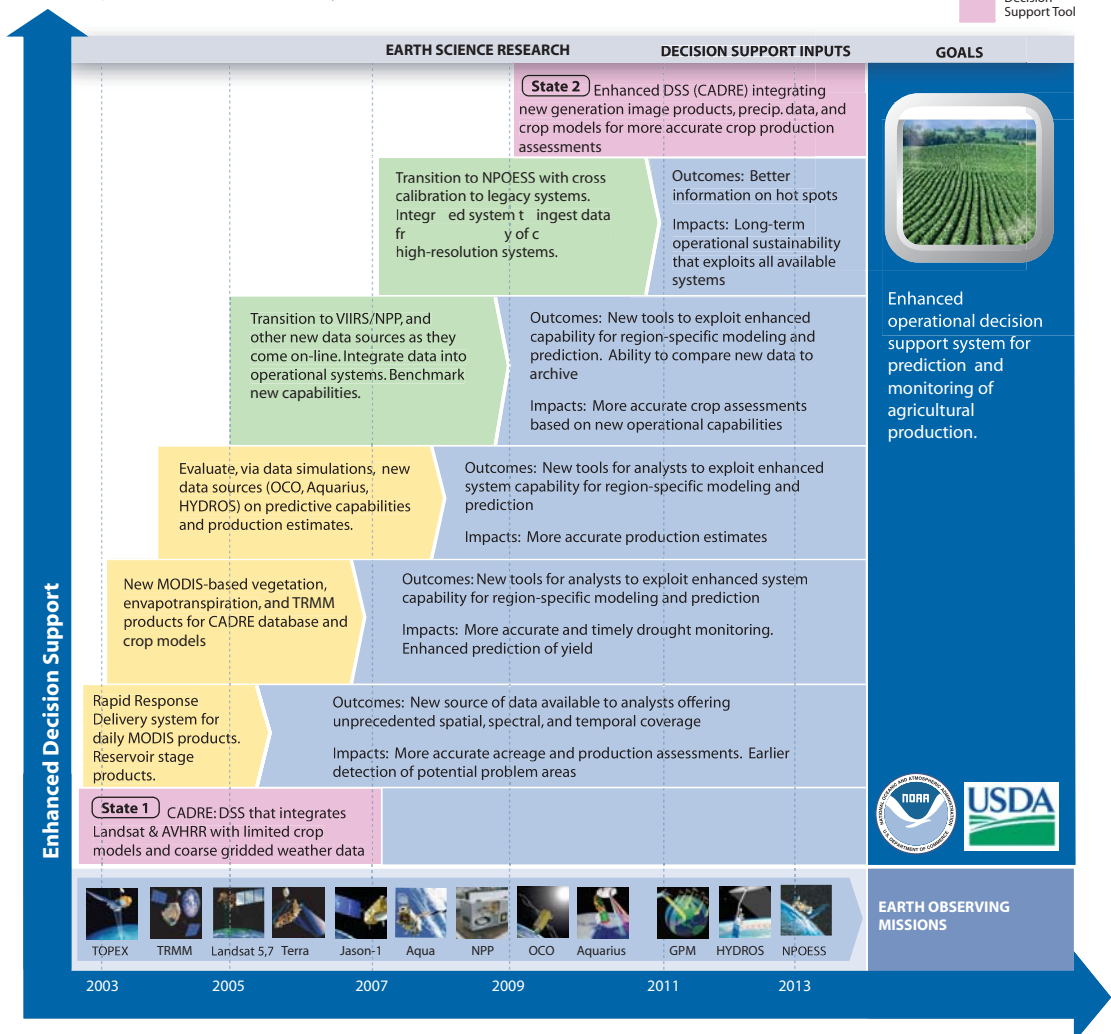 Support Tool
EARTH SCIENCE RESEARCH
DECISION SUPPORT INPUTS
GOALS
State 2 Enhanced DSS (CADRE) integrating
new generation image products, precip. data, and
crop models for more accurate crop production
assessments
Transition to NPOESS with cross
calibration to legacy systems.
Integr ed system t ingest data
fr y of c
high-resolution systems.
Outcomes: Better
information on hot spots
Impacts: Long-term
operational sustainability
that exploits all available
systems
Enhanced
operational decision
support system for
prediction and
monitoring of
agricultural
production.
Transition to VIIRS/NPP, and
other new data sources as they
come on-line. Integrate data into
operational systems. Benchmark
new capabilities.
Outcomes: New tools to exploit enhanced
capability for region-specific modeling and
prediction. Ability to compare new data to
archive
Impacts: More accurate crop assessments
based on new operational capabilities
Evaluate, via data simulations, new
data sources (OCO, Aquarius,
HYDROS) on predictive capabilities
and production estimates.
Outcomes: New tools for analysts to exploit enhanced
system capability for region-specific modeling and
prediction
Impacts: More accurate production estimates
New MODIS-based vegetation,
envapotranspiration, and TRMM
products for CADRE database and
crop models
Outcomes: New tools for analysts to exploit enhanced system
capability for region-specific modeling and prediction
Impacts: More accurate and timely drought monitoring.
Enhanced prediction of yield
Rapid Response
Delivery system for
daily MODIS products.
Reservoir stage
products.
Outcomes: New source of data available to analysts offering
unprecedented spatial, spectral, and temporal coverage
Impacts: More accurate acreage and production assessments. Earlier
detection of potential problem areas
State 1 CADRE: DSS that integrates
Landsat & AVHRR with limited crop
models and coarse gridded weather data
Enhanced Decision Support
NATIONAL OCEANIC AND ATMOSPHERIC ADMINISTRATION
NOAA
U.S. DEPARTMENT OF COMMERCE
USDA
TOPEX
TRMM
Landsat 5,7
Terra
Jason-1
Aqua
NPP
OCO
Aquarius
GPM
HYDROS
NPOESS
EARTH OBSERVING
MISSIONS
2003
2005
2007
2009
2011
2013